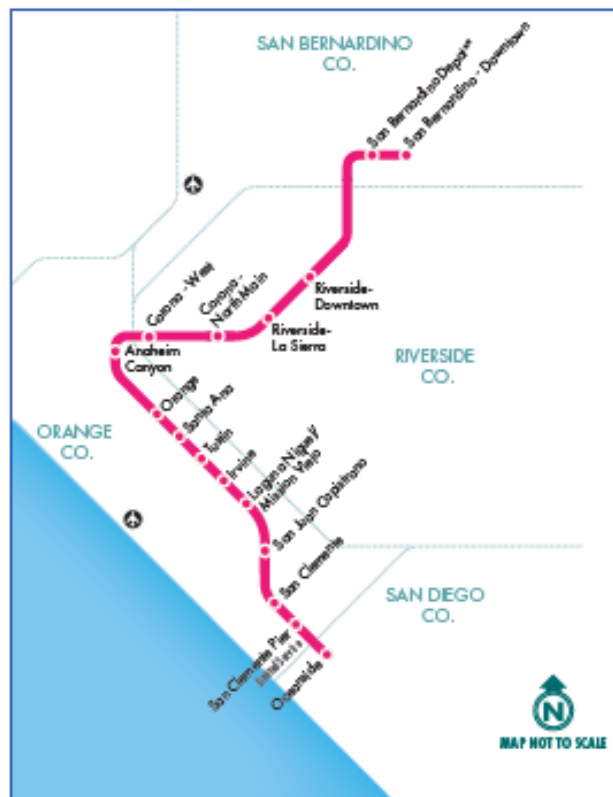 SAN BERNARDINO
CO.
San Bernardino Depot
San Bernardino - Downtown
Riverside-
Downtown
Riverside-
La Sierra
Corona -
North Main
Corona - West
Anaheim
Canyon
RIVERSIDE
CO.
ORANGE
CO.
Orange
Santa Ana
Tustin
Irvine
Laguna Niguel/
Mission Viejo
San Juan Capistrano
San Clemente
SAN DIEGO
CO.
San Clemente Pier
Oceanside
N
MAP NOT TO SCALE